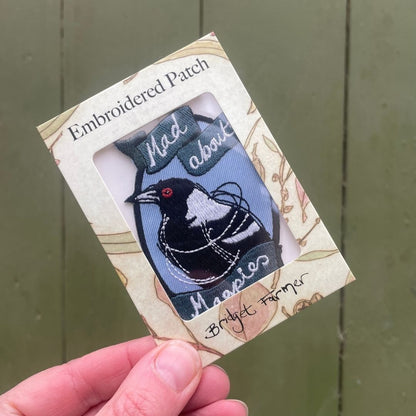 Embroidered Patch
Mad
about
Magpies
Bridget Farmer